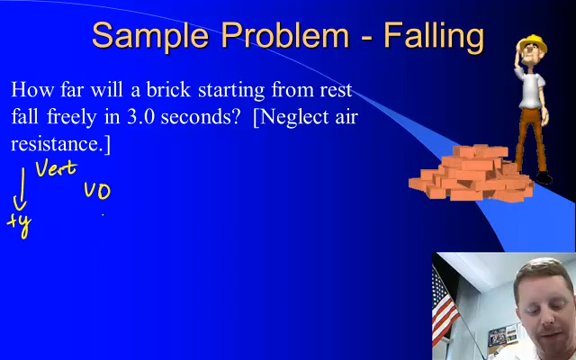 Sample Problem - Falling
How far will a brick starting from rest
fall freely in 3.0 seconds?  [Neglect air
resistance.]
Vert
VO
+y